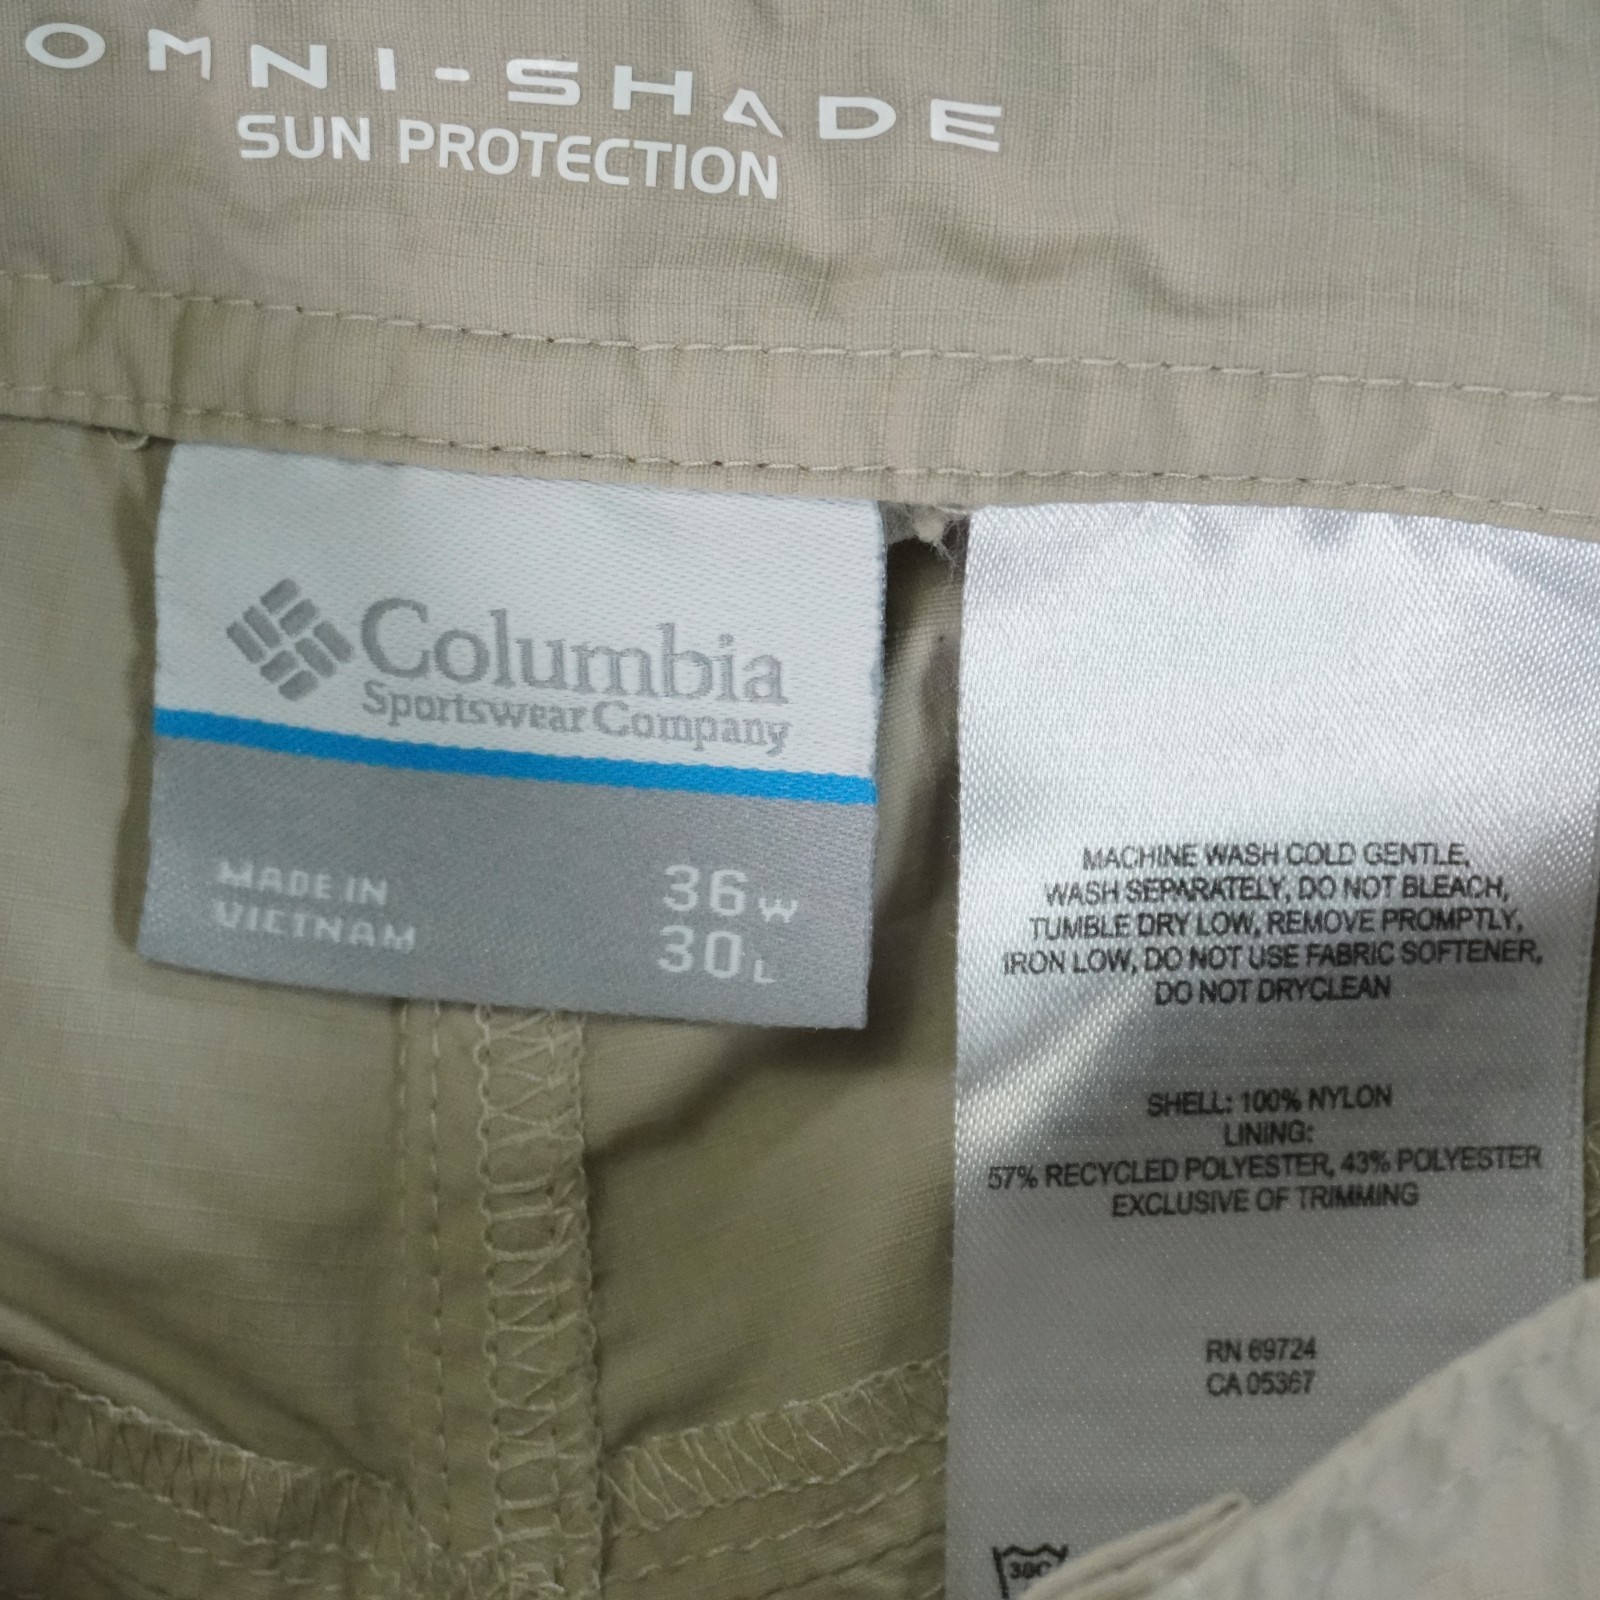 OMNI-SHADE
SUN PROTECTION
Columbia
Sportswear Company
MADE IN
VIETNAM
36 W
30 L
MACHINE WASH COLD GENTLE,
WASH SEPARATELY, DO NOT BLEACH,
TUMBLE DRY LOW, REMOVE PROMPTLY,
IRON LOW, DO NOT USE FABRIC SOFTENER,
DO NOT DRYCLEAN
SHELL: 100% NYLON
LINING:
57% RECYCLED POLYESTER, 43% POLYESTER
EXCLUSIVE OF TRIMMING
RN 69724
CA 05367